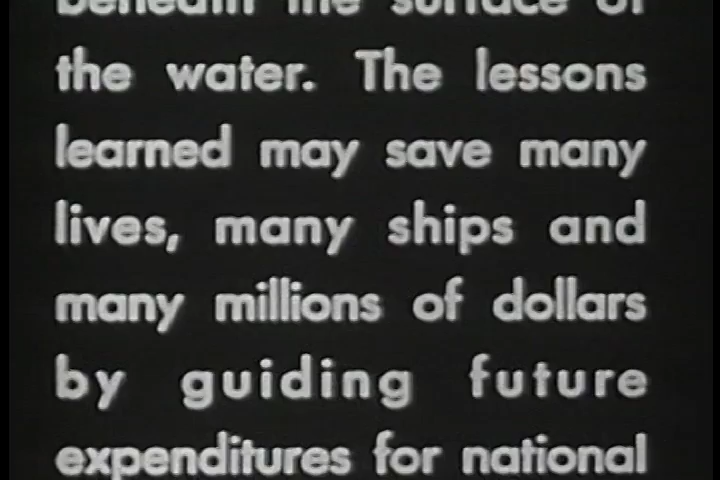 beneath the surface of
the water. The lessons
learned may save many
lives, many ships and
many millions of dollars
by guiding future
expenditures for national